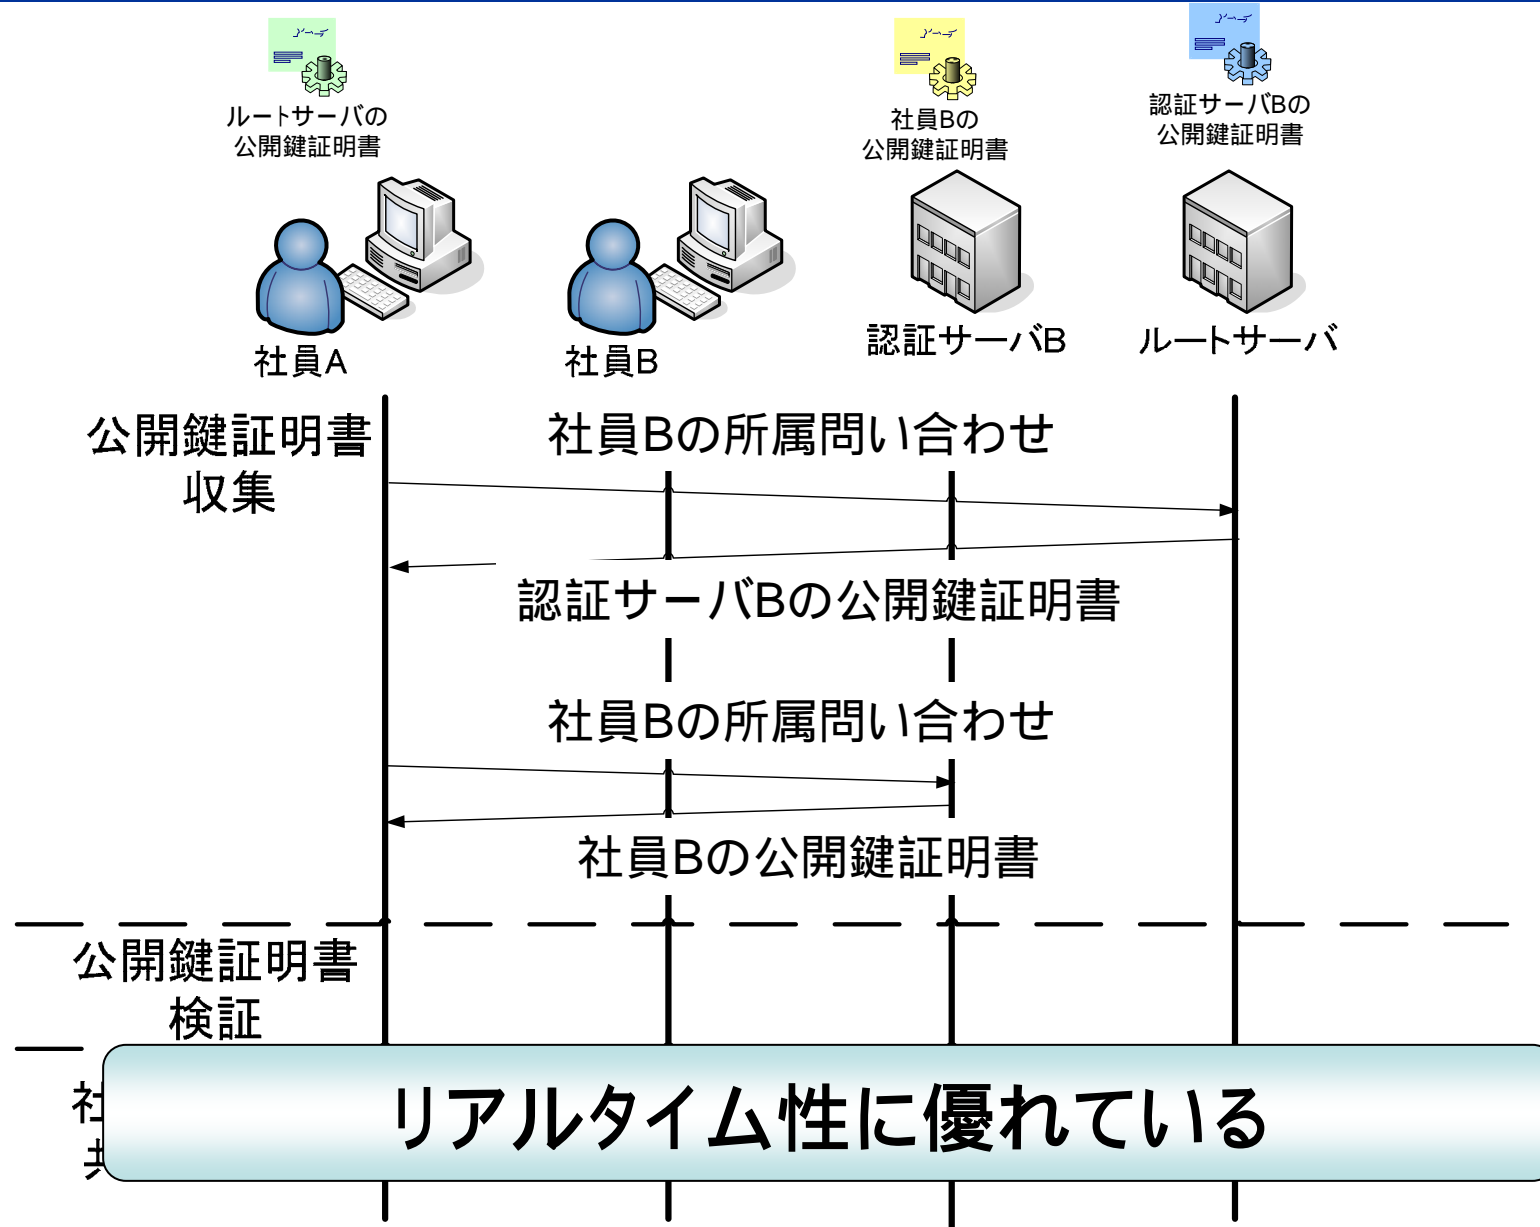 ルートサーバの
公開鍵証明書
社員Bの
公開鍵証明書
認証サーバBの
公開鍵証明書
社員A
社員B
認証サーバB
ルートサーバ
公開鍵証明書
収集
社員Bの所属問い合わせ
認証サーバBの公開鍵証明書
社員Bの所属問い合わせ
社員Bの公開鍵証明書
公開鍵証明書
検証
社
リアルタイム性に優れている